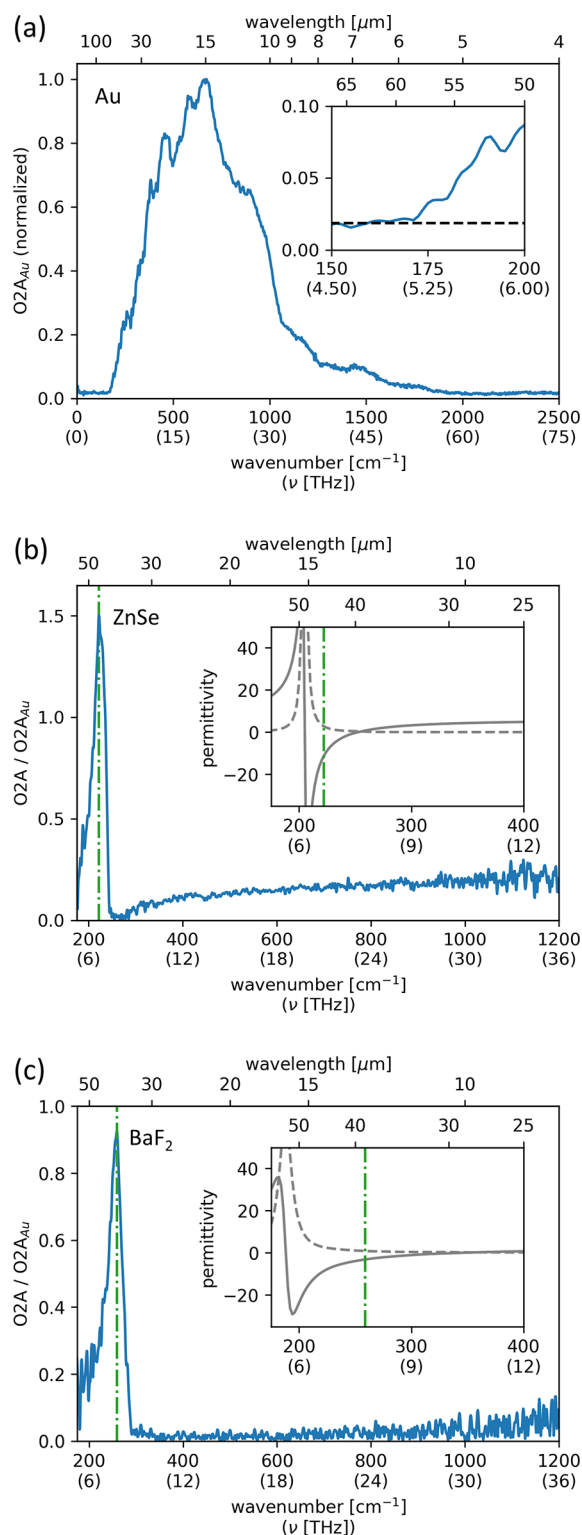 (a)
wavelength [μm]
100 30 15 10 9 8 7 6 5 4
Au
1.0
0.8
0.6
0.4
0.2
0.0
O2A_Au (normalized)
65 60 55 50
0.10
0.05
0.00
150 175 200
(4.50) (5.25) (6.00)
0 500 1000 1500 2000 2500
(0) (15) (30) (45) (60) (75)
wavenumber [cm⁻¹]
(ν [THz])
(b)
wavelength [μm]
50 40 30 20 15 10
ZnSe
1.5
1.0
0.5
0.0
O2A / O2A_Au
50 40 30 25
permittivity
40
20
0
−20
200 300 400
(6) (9) (12)
200 400 600 800 1000 1200
(6) (12) (18) (24) (30) (36)
wavenumber [cm⁻¹]
(ν [THz])
(c)
wavelength [μm]
50 40 30 20 15 10
BaF₂
1.0
0.8
0.6
0.4
0.2
0.0
O2A / O2A_Au
50 40 30 25
permittivity
40
20
0
−20
200 300 400
(6) (9) (12)
200 400 600 800 1000 1200
(6) (12) (18) (24) (30) (36)
wavenumber [cm⁻¹]
(ν [THz])